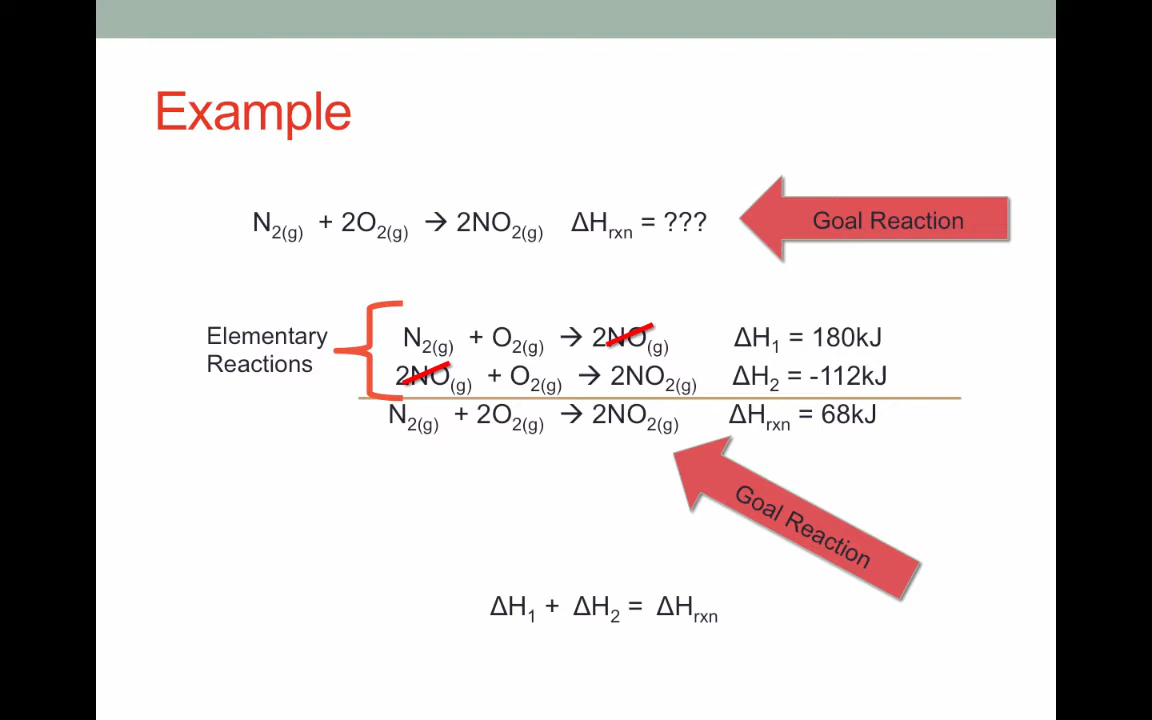 Example
N₂(g) + 2O₂(g) → 2NO₂(g) ΔHrxn = ???
Goal Reaction
Elementary
Reactions
N₂(g) + O₂(g) → 2NO(g) ΔH₁ = 180kJ
2NO(g) + O₂(g) → 2NO₂(g) ΔH₂ = -112kJ
N₂(g) + 2O₂(g) → 2NO₂(g) ΔHrxn = 68kJ
Goal Reaction
ΔH₁ + ΔH₂ = ΔHrxn